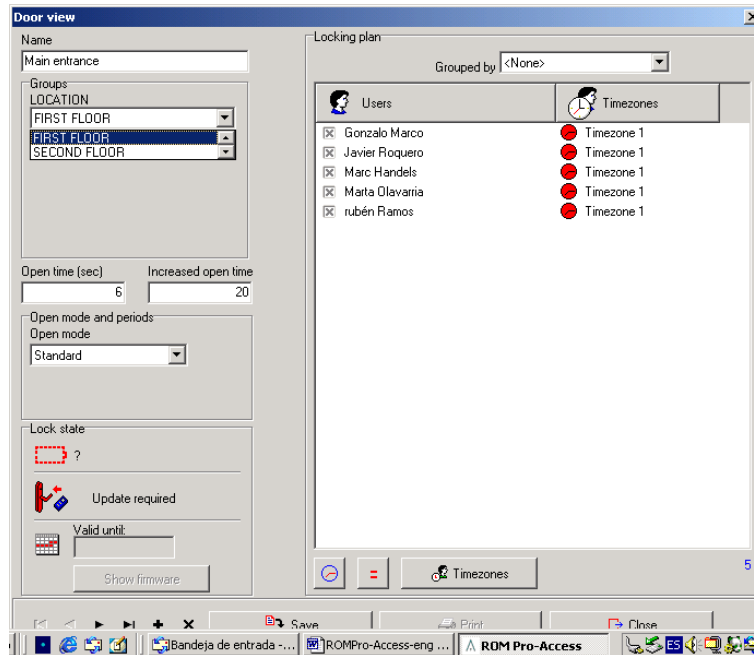 Door view
Name
Main entrance
Groups
LOCATION
FIRST FLOOR
FIRST FLOOR
SECOND FLOOR
Open time (sec)
Increased open time
6
20
Open mode and periods
Open mode
Standard
Lock state
?
Update required
Valid until:
Show firmware
Locking plan
Grouped by <None>
Users Timezones
Gonzalo Marco Timezone 1
Javier Roquero Timezone 1
Marc Handels Timezone 1
Marta Olavarria Timezone 1
rubén Ramos Timezone 1
=
Timezones
5
Save Print Close
Bandeja de entrada -... ROMPro-Access-eng ... ROM Pro-Access ES